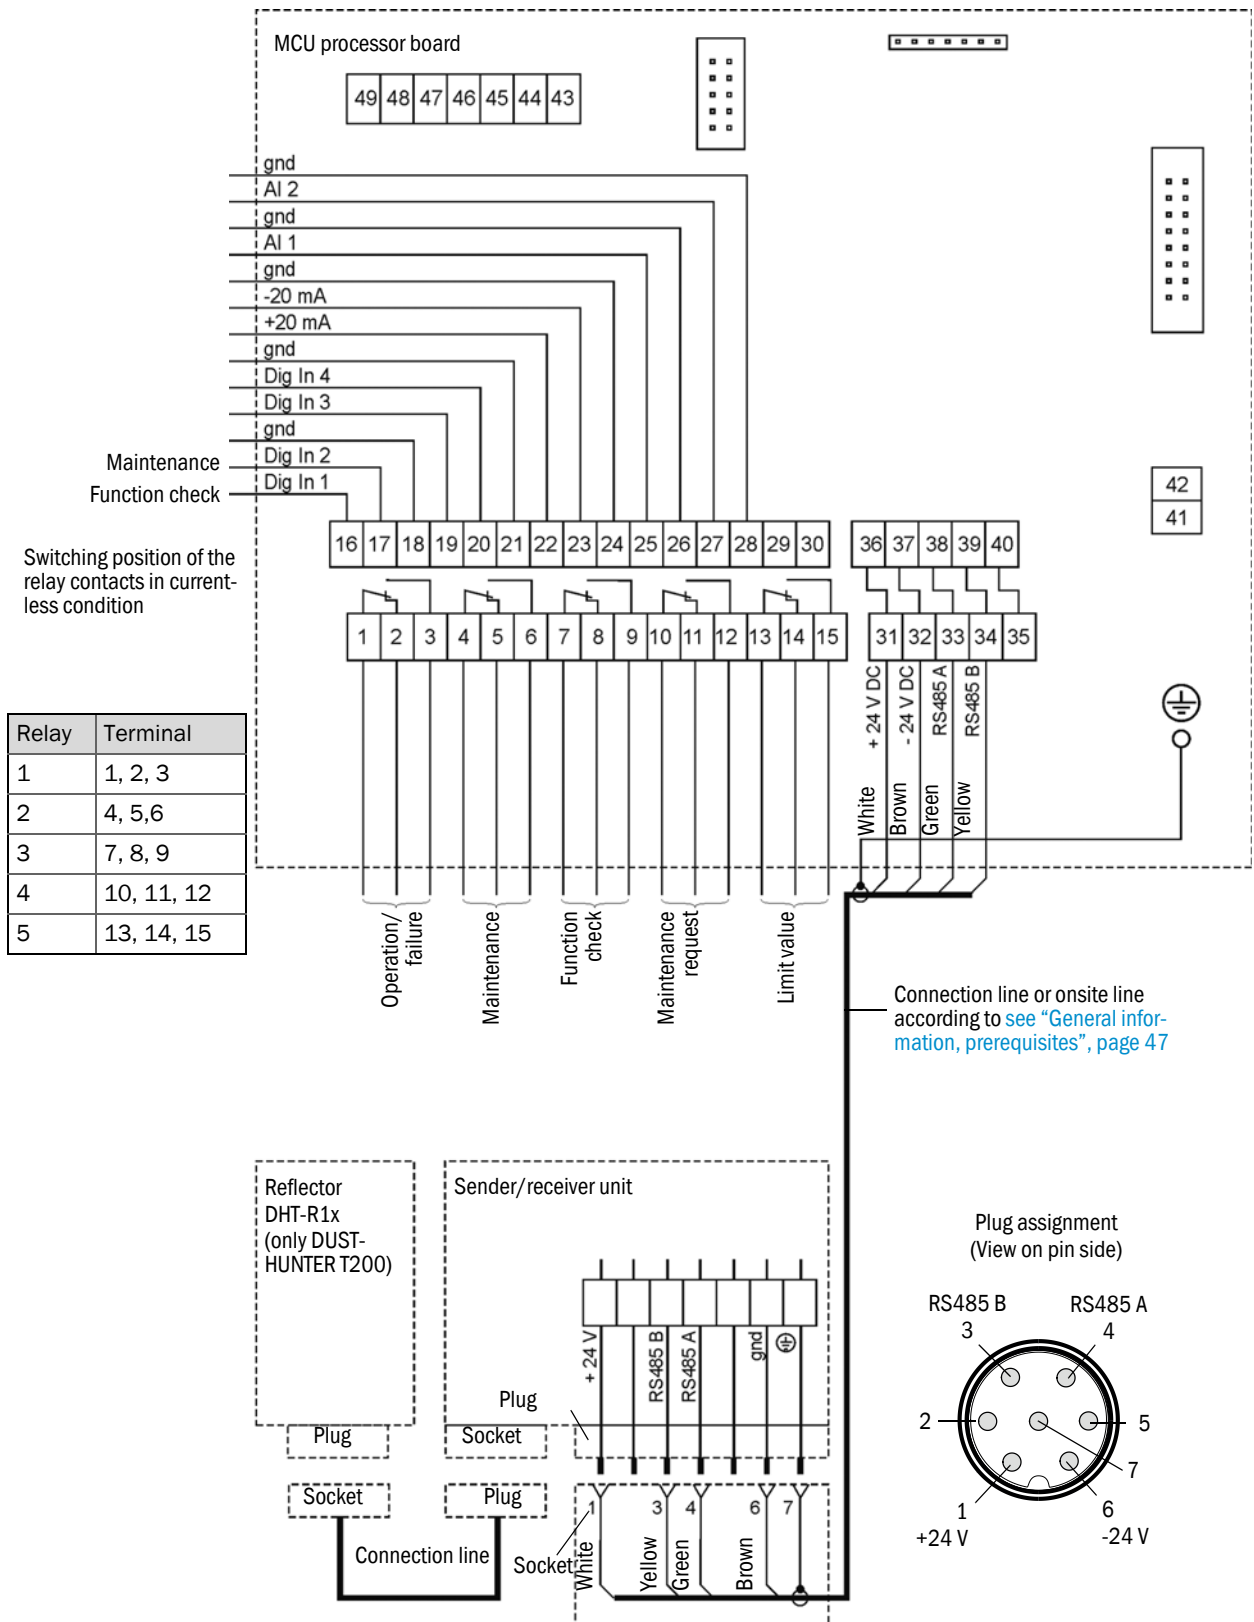 MCU processor board
49 48 47 46 45 44 43
gnd
AI 2
gnd
AI 1
gnd
-20 mA
+20 mA
gnd
Dig In 4
Dig In 3
gnd
Maintenance Dig In 2
Function check Dig In 1
42
41
16 17 18 19 20 21 22 23 24 25 26 27 28 29 30 36 37 38 39 40
Switching position of the
relay contacts in current-
less condition
1 2 3 4 5 6 7 8 9 10 11 12 13 14 15 31 32 33 34 35
+ 24 V DC
- 24 V DC
RS485 A
RS485 B
White
Brown
Green
Yellow
Relay Terminal
1 1, 2, 3
2 4, 5,6
3 7, 8, 9
4 10, 11, 12
5 13, 14, 15
Operation/
failure
Maintenance
Function
check
Maintenance
request
Limit value
Connection line or onsite line
according to see “General infor-
mation, prerequisites”, page 47
Reflector
DHT-R1x
(only DUST-
HUNTER T200)
Sender/receiver unit
+ 24 V
RS485 B
RS485 A
gnd
Plug
Plug
Socket
Socket
Plug
Connection line
Socket
1 3 4 6 7
White
Yellow
Green
Brown
Plug assignment
(View on pin side)
RS485 B RS485 A
3 4
2 5
7
1 6
+24 V -24 V